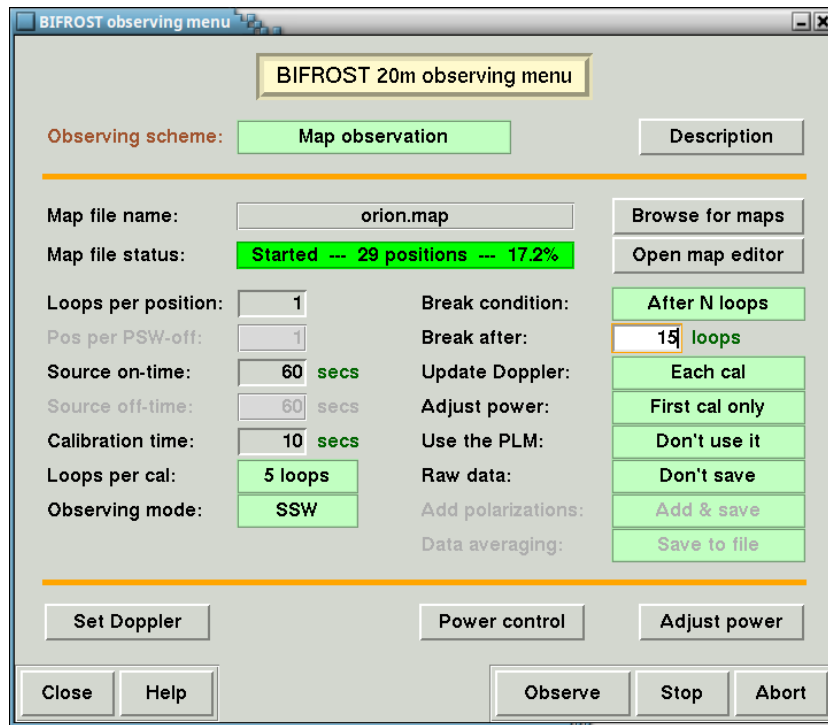 BIFROST observing menu
BIFROST 20m observing menu
Observing scheme: Map observation Description
Map file name: orion.map Browse for maps
Map file status: Started --- 29 positions --- 17.2% Open map editor
Loops per position: 1 Break condition: After N loops
Pos per PSW-off: 1 Break after: 15 loops
Source on-time: 60 secs Update Doppler: Each cal
Source off-time: 60 secs Adjust power: First cal only
Calibration time: 10 secs Use the PLM: Don't use it
Loops per cal: 5 loops Raw data: Don't save
Observing mode: SSW Add polarizations: Add & save
Data averaging: Save to file
Set Doppler Power control Adjust power
Close Help Observe Stop Abort